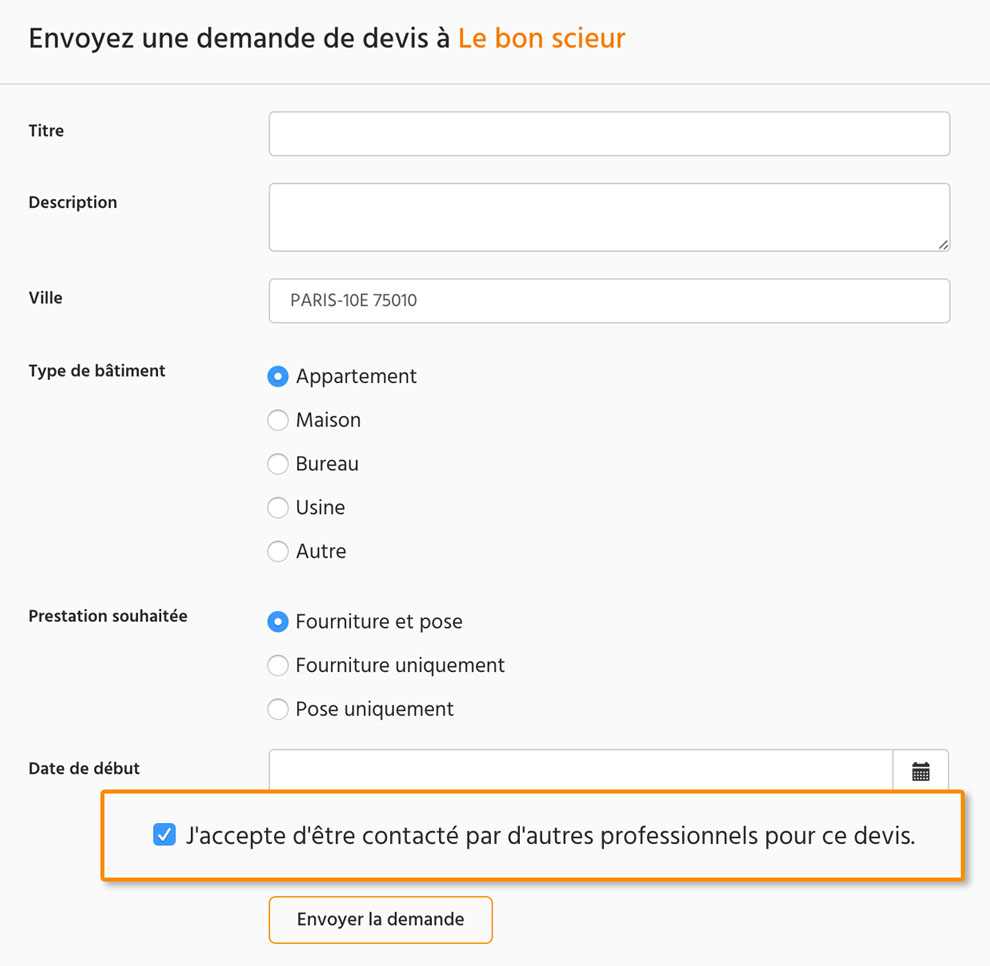 Envoyez une demande de devis à Le bon scieur
Titre
Description
Ville
PARIS-10E 75010
Type de bâtiment
Appartement
Maison
Bureau
Usine
Autre
Prestation souhaitée
Fourniture et pose
Fourniture uniquement
Pose uniquement
Date de début
J'accepte d'être contacté par d'autres professionnels pour ce devis.
Envoyer la demande